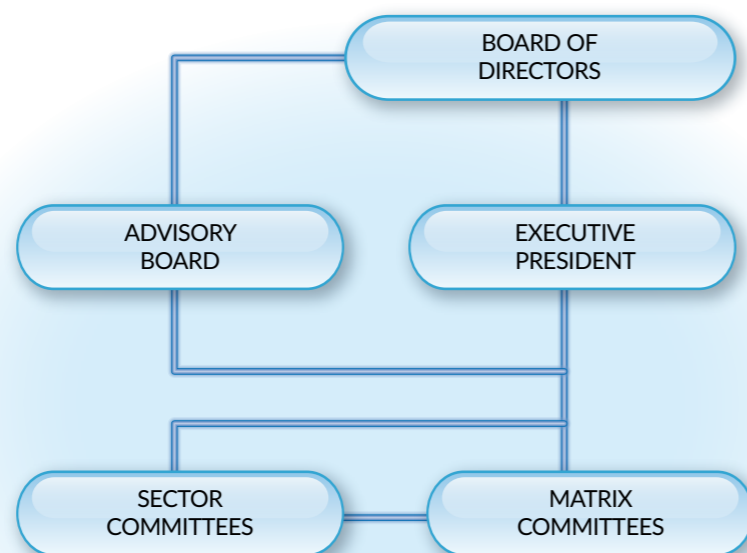 BOARD OF
DIRECTORS
ADVISORY
BOARD
EXECUTIVE
PRESIDENT
SECTOR
COMMITTEES
MATRIX
COMMITTEES